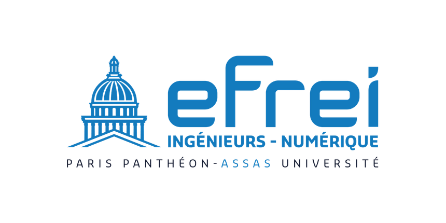 efrei
INGÉNIEURS - NUMÉRIQUE
PARIS PANTHÉON-ASSAS UNIVERSITÉ